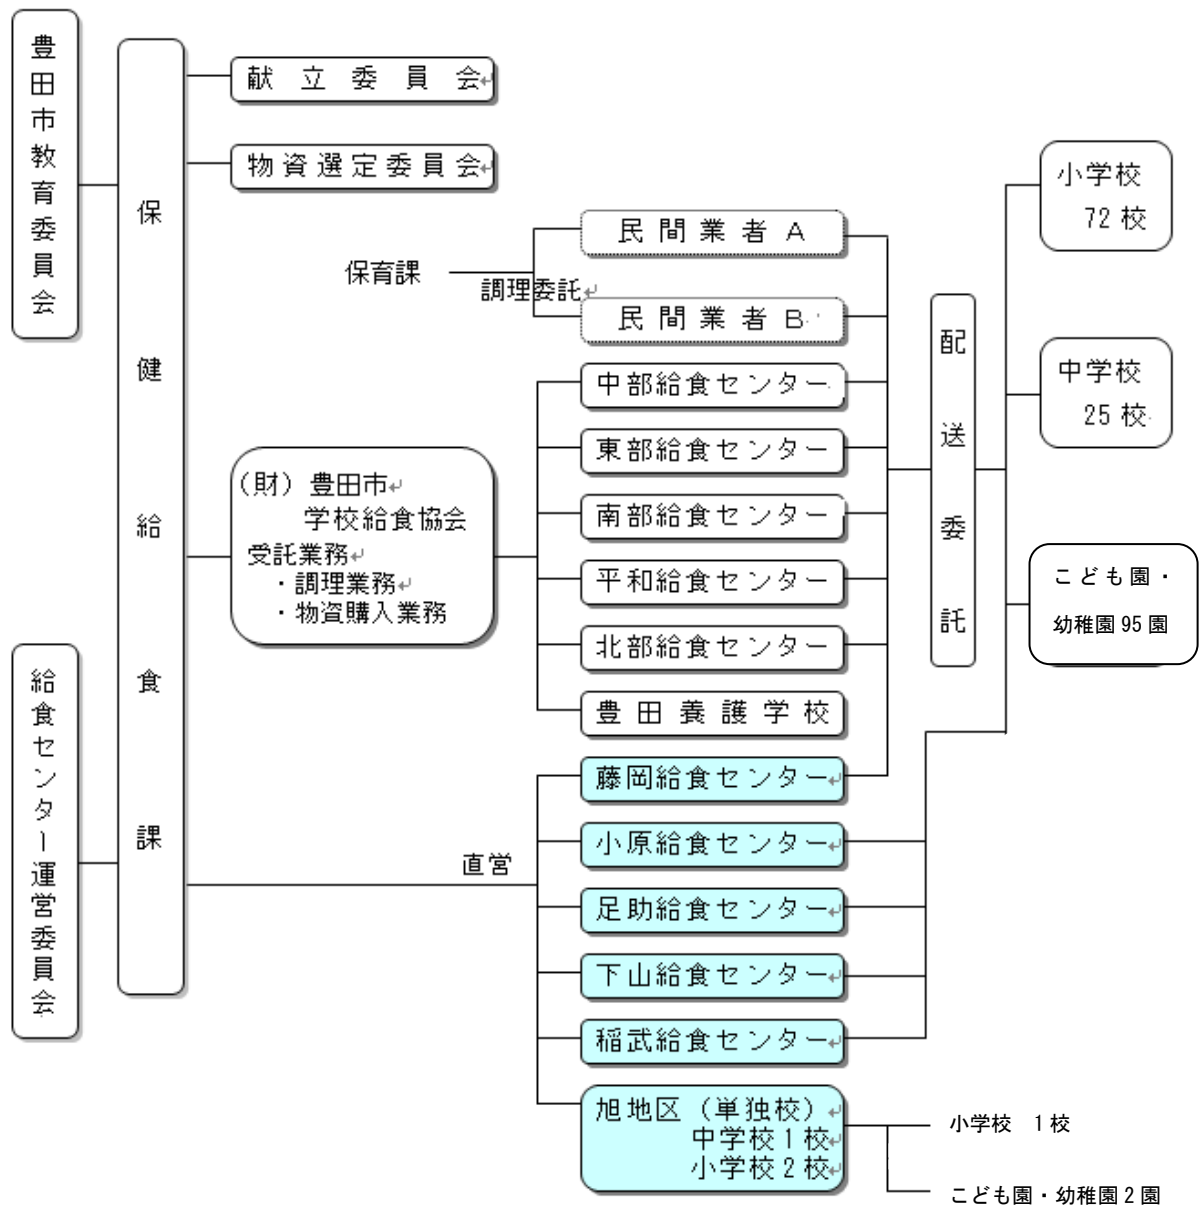 豊田市教育委員会
給食センター運営委員会
保健給食課
献立委員会
物資選定委員会
保育課
調理委託
民間業者A
民間業者B
(財)豊田市
学校給食協会
受託業務
・調理業務
・物資購入業務
中部給食センター
東部給食センター
南部給食センター
平和給食センター
北部給食センター
豊田養護学校
直営
藤岡給食センター
小原給食センター
足助給食センター
下山給食センター
稲武給食センター
旭地区(単独校)
中学校1校
小学校2校
配送委託
小学校
72校
中学校
25校
こども園・
幼稚園95園
小学校 1校
こども園・幼稚園2園